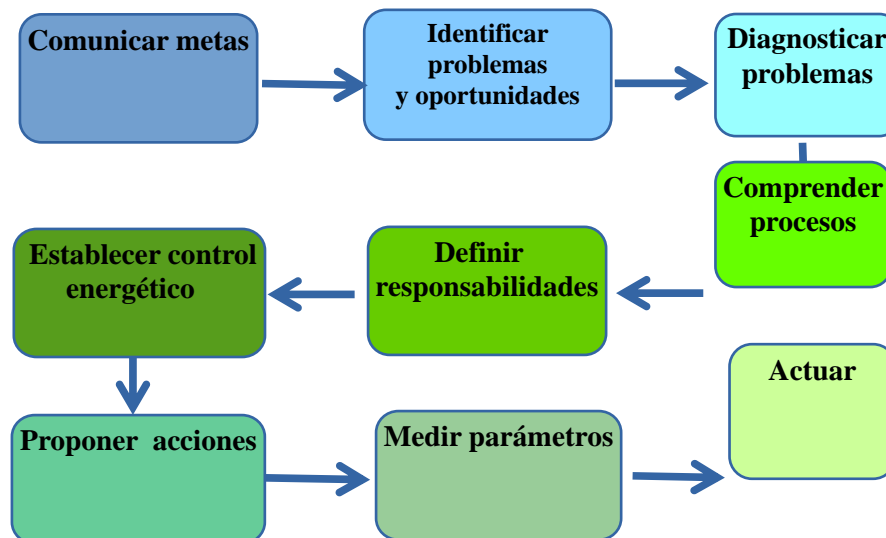 Comunicar metas
Identificar
problemas
y oportunidades
Diagnosticar
problemas
Comprender
procesos
Definir
responsabilidades
Establecer control
energético
Proponer acciones
Medir parámetros
Actuar